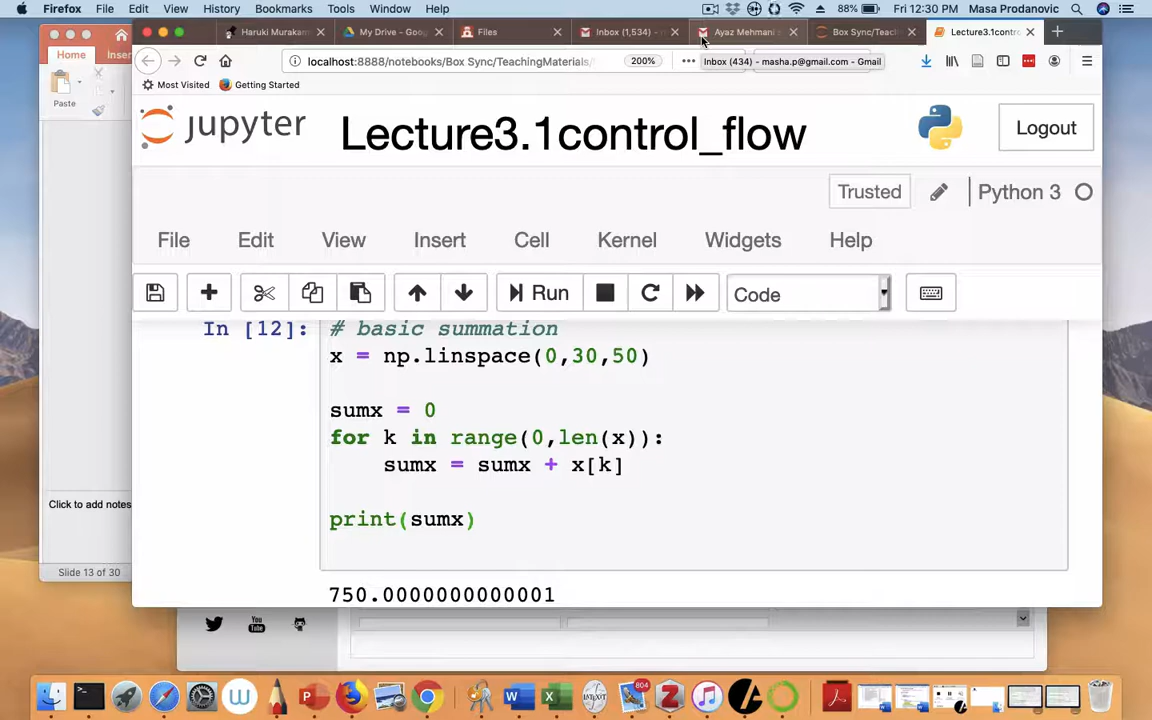 Firefox File Edit View History Bookmarks Tools Window Help 88% Fri 12:30 PM Masa Prodanovic
Haruki Murakam
My Drive - Goog
Files
Inbox (1,534) -
Ayaz Mehmani
Box Sync/Teach
Lecture3.1contr
Home Inser
localhost:8888/notebooks/Box Sync/TeachingMaterials/ 200%
Inbox (434) - masha.p@gmail.com - Gmail
Most Visited Getting Started
Paste
jupyter Lecture3.1control_flow Logout
Trusted Python 3
File Edit View Insert Cell Kernel Widgets Help
Run Code
In [12]: # basic summation
x = np.linspace(0,30,50)
sumx = 0
for k in range(0,len(x)):
sumx = sumx + x[k]
print(sumx)
750.0000000000001
Click to add notes
Slide 13 of 30
You
Tube
804